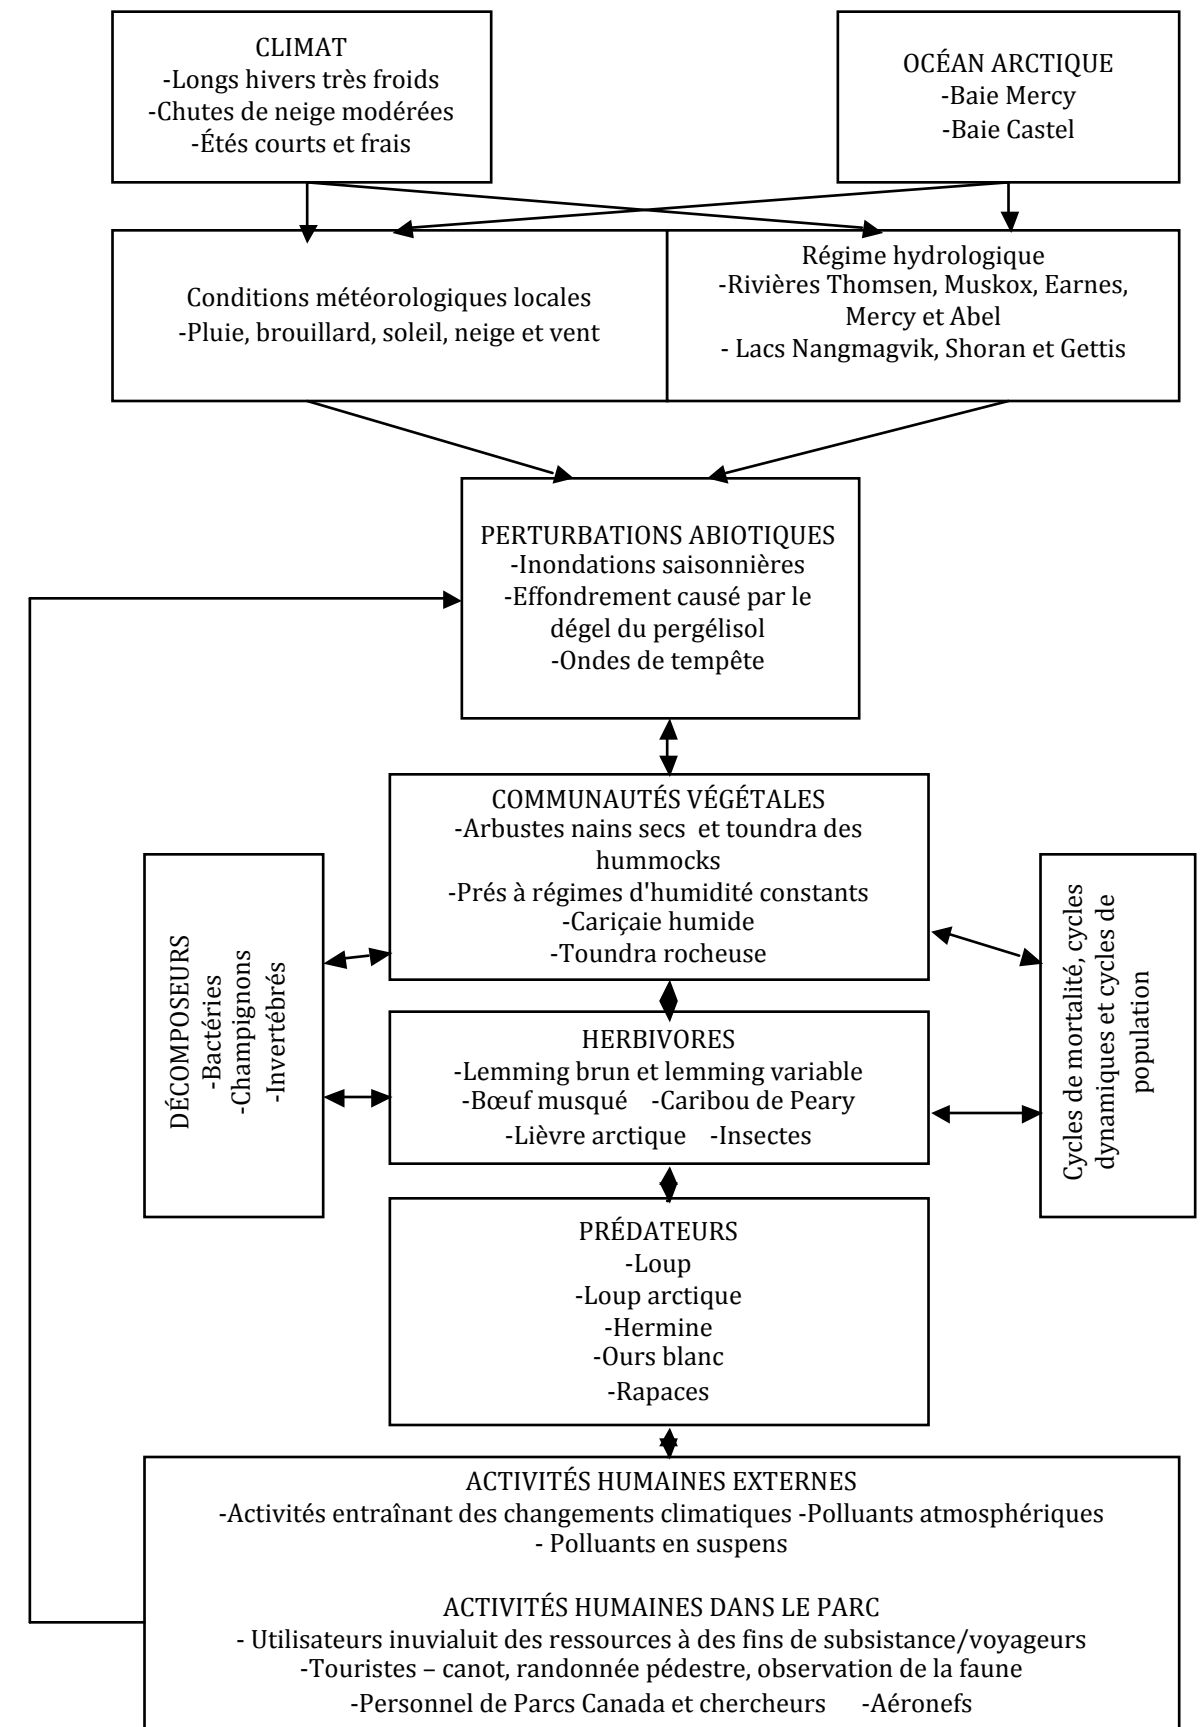 CLIMAT
-Longs hivers très froids
-Chutes de neige modérées
-Étés courts et frais
OCÉAN ARCTIQUE
-Baie Mercy
-Baie Castel
Conditions météorologiques locales
-Pluie, brouillard, soleil, neige et vent
Régime hydrologique
-Rivières Thomsen, Muskox, Earnes,
Mercy et Abel
- Lacs Nangmagvik, Shoran et Gettis
PERTURBATIONS ABIOTIQUES
-Inondations saisonnières
-Effondrement causé par le
dégel du pergélisol
-Ondes de tempête
COMMUNAUTÉS VÉGÉTALES
-Arbustes nains secs et toundra des
hummocks
-Prés à régimes d'humidité constants
-Cariçaie humide
-Toundra rocheuse
DÉCOMPOSEURS
-Bactéries
-Champignons
-Invertébrés
Cycles de mortalité, cycles
dynamiques et cycles de
population
HERBIVORES
-Lemming brun et lemming variable
-Bœuf musqué -Caribou de Peary
-Lièvre arctique -Insectes
PRÉDATEURS
-Loup
-Loup arctique
-Hermine
-Ours blanc
-Rapaces
ACTIVITÉS HUMAINES EXTERNES
-Activités entraînant des changements climatiques -Polluants atmosphériques
- Polluants en suspens
ACTIVITÉS HUMAINES DANS LE PARC
- Utilisateurs inuvialuit des ressources à des fins de subsistance/voyageurs
-Touristes – canot, randonnée pédestre, observation de la faune
-Personnel de Parcs Canada et chercheurs -Aéronefs